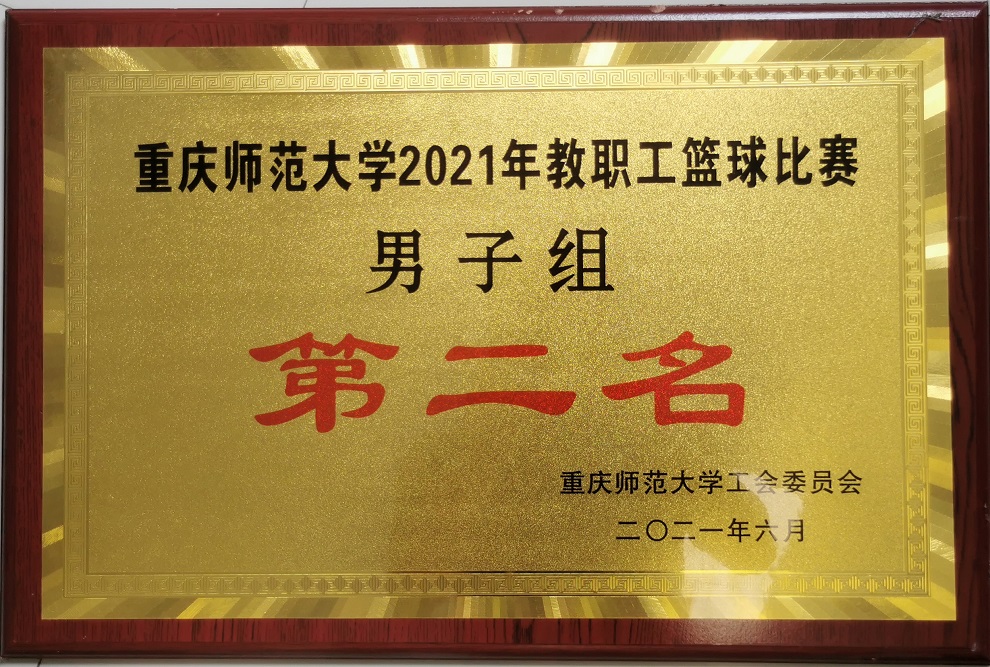 重庆师范大学2021年教职工篮球比赛
男子组
第二名
重庆师范大学工会委员会
二〇二一年六月